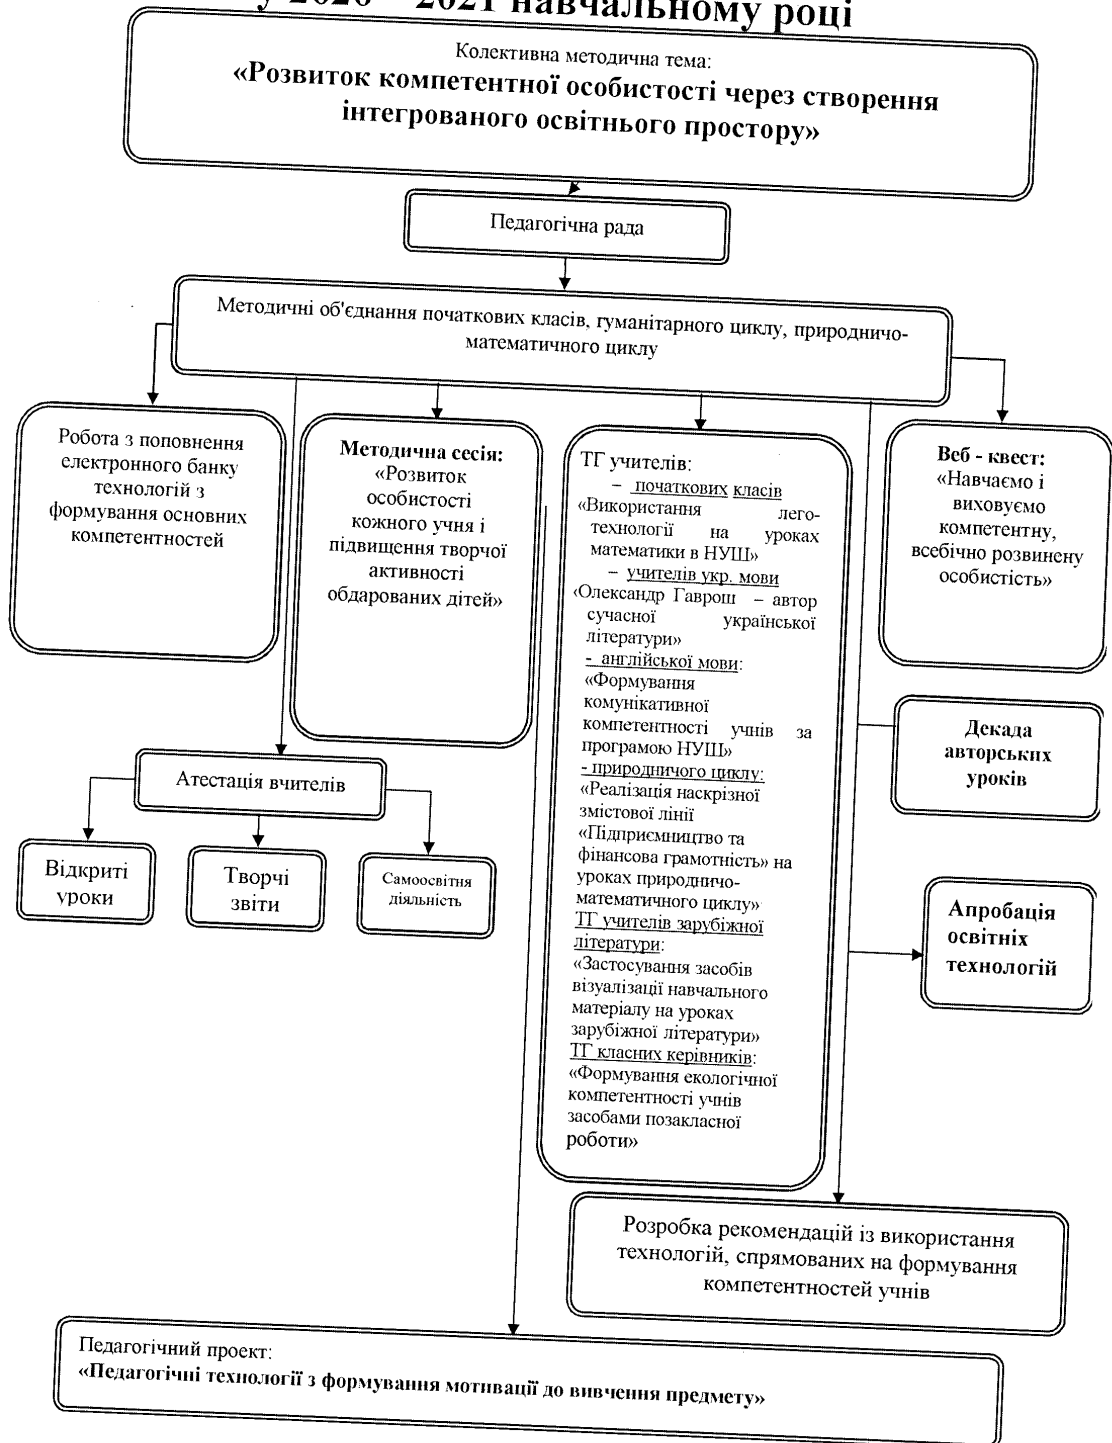 у 2020 – 2021 навчальному році
Колективна методична тема:
«Розвиток компетентної особистості через створення
інтегрованого освітнього простору»
Педагогічна рада
Методичні об'єднання початкових класів, гуманітарного циклу, природничо-
математичного циклу
Робота з поповнення
електронного банку
технологій з
формування основних
компетентностей
Методична сесія:
«Розвиток
особистості
кожного учня і
підвищення творчої
активності
обдарованих дітей»
ТГ учителів:
– початкових класів
«Використання лего-
технології на уроках
математики в НУШ»
– учителів укр. мови
«Олександр Гаврош – автор
сучасної української
літератури»
- англійської мови:
«Формування
комунікативної
компетентності учнів за
програмою НУШ»
- природничого циклу:
«Реалізація наскрізної
змістової лінії
«Підприємництво та
фінансова грамотність» на
уроках природничо-
математичного циклу»
ТГ учителів зарубіжної
літератури:
«Застосування засобів
візуалізації навчального
матеріалу на уроках
зарубіжної літератури»
ТГ класних керівників:
«Формування екологічної
компетентності учнів
засобами позакласної
роботи»
Веб - квест:
«Навчаємо і
виховуємо
компетентну,
всебічно розвинену
особистість»
Декада
авторських
уроків
Атестація вчителів
Відкриті
уроки
Творчі
звіти
Самоосвітня
діяльність
Апробація
освітніх
технологій
Розробка рекомендацій із використання
технологій, спрямованих на формування
компетентностей учнів
Педагогічний проект:
«Педагогічні технології з формування мотивації до вивчення предмету»